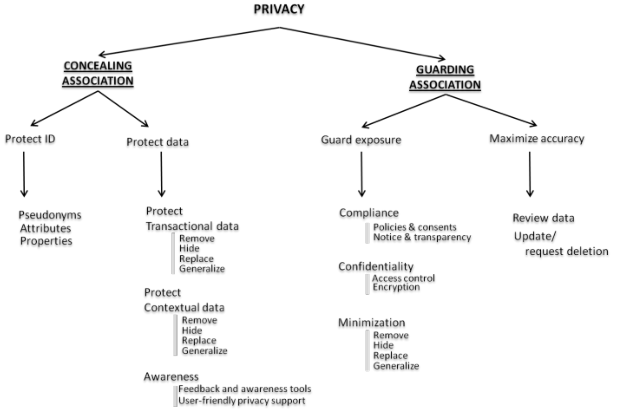 PRIVACY
CONCEALING
ASSOCIATION
GUARDING
ASSOCIATION
Protect ID
Protect data
Guard exposure
Maximize accuracy
Pseudonyms
Attributes
Properties
Protect
Transactional data
Remove
Hide
Replace
Generalize
Protect
Contextual data
Remove
Hide
Replace
Generalize
Awareness
Feedback and awareness tools
User-friendly privacy support
Compliance
Policies & consents
Notice & transparency
Confidentiality
Access control
Encryption
Minimization
Remove
Hide
Replace
Generalize
Review data
Update/
request deletion